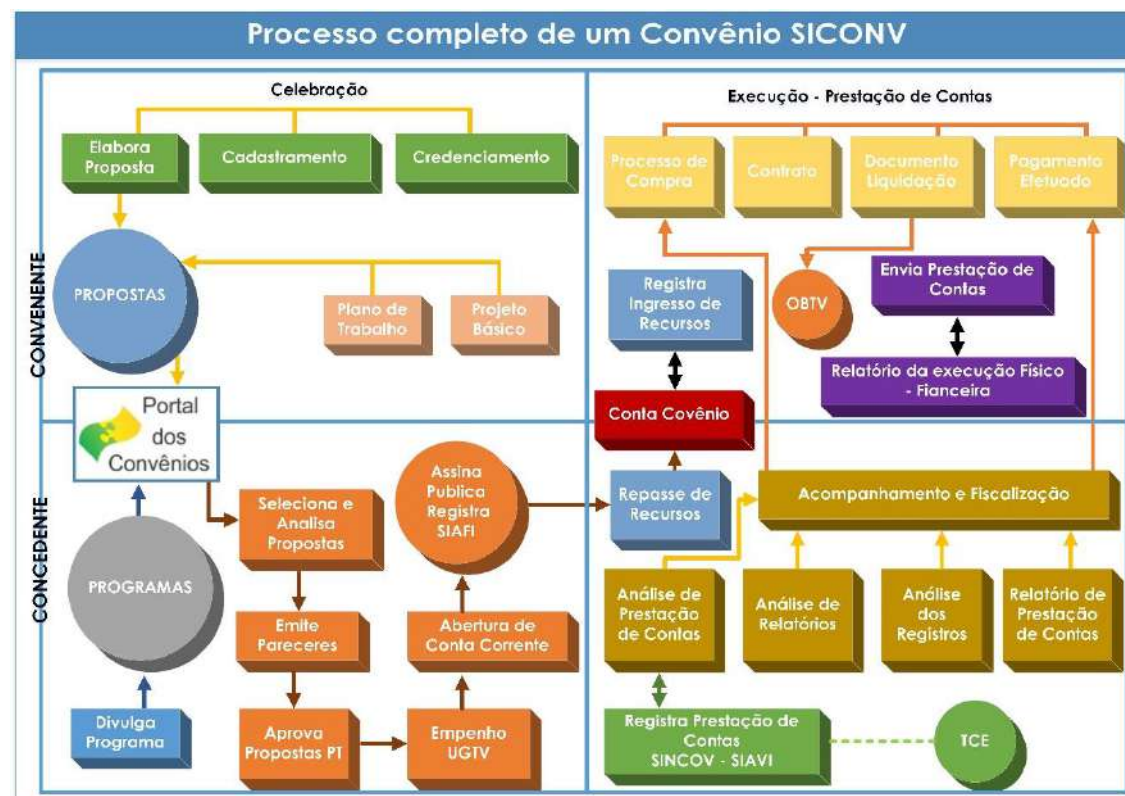 Processo completo de um Convênio SICONV
Celebração
Elabora
Proposta
Cadastramento
Credenciamento
PROPOSTAS
Plano de
Trabalho
Projeto
Básico
CONVENENTE
Execução - Prestação de Contas
Processo de
Compra
Contrato
Documento
Liquidação
Pagamento
Efetuado
Registra
Ingresso de
Recursos
OBTV
Envia Prestação de
Contas
Relatório da execução Físico
- Fianceira
Conta Covênio
Portal
dos
Convênios
CONCEDENTE
PROGRAMAS
Divulga
Programa
Seleciona e
Analisa
Propostas
Emite
Pareceres
Aprova
Propostas PT
Assina
Publica
Registra
SIAFI
Abertura de
Conta Corrente
Empenho
UGTV
Repasse de
Recursos
Acompanhamento e Fiscalização
Análise de
Prestação
de Contas
Análise de
Relatórios
Análise
dos
Registros
Relatório de
Prestação
de Contas
Registra Prestação de
Contas
SINCOV - SIAVI
TCE